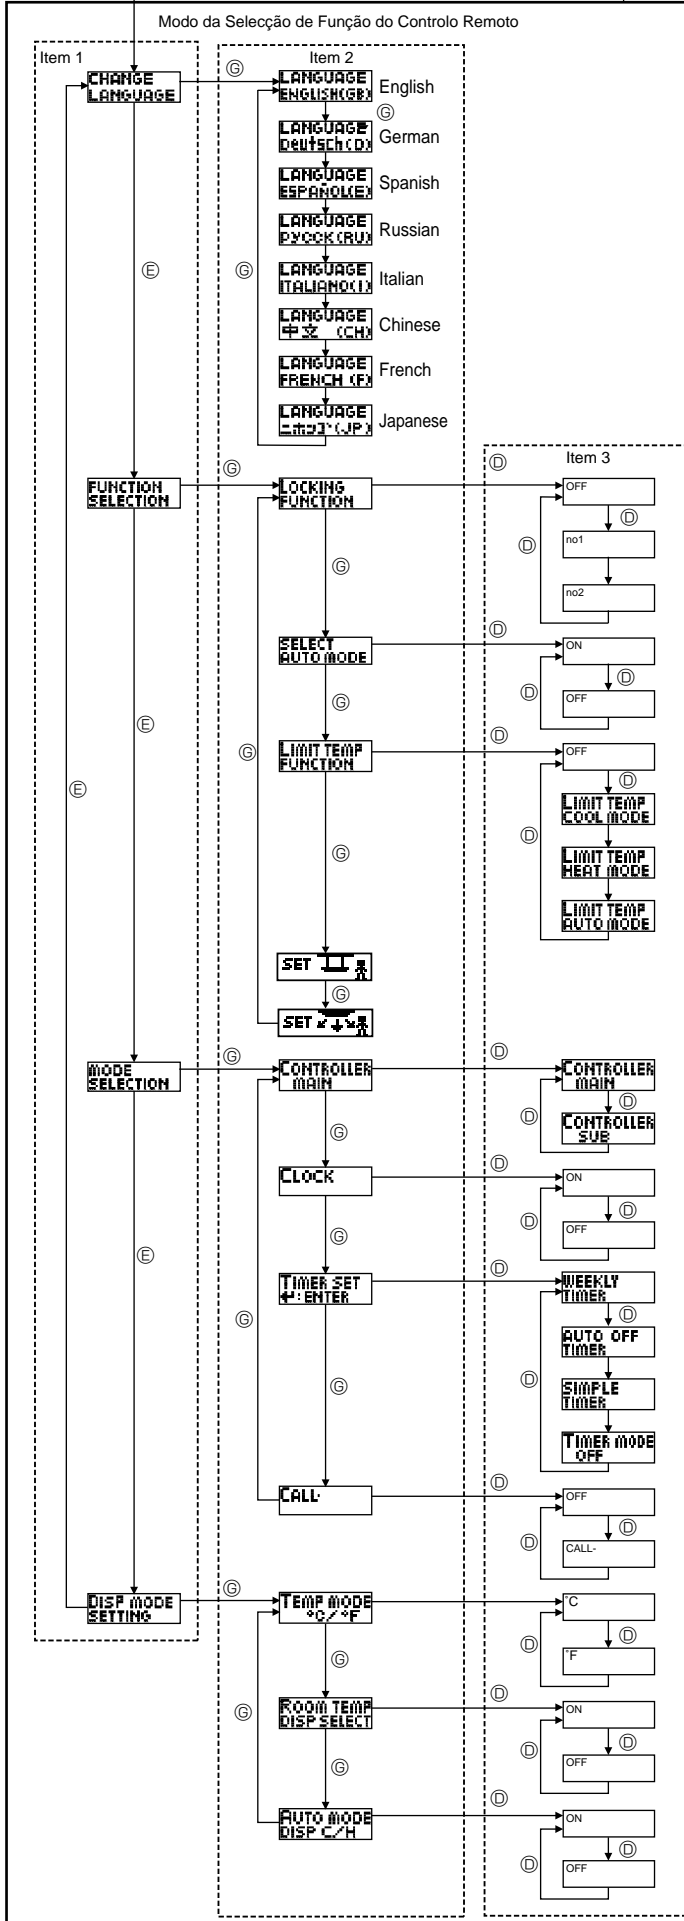 Modo da Selecção de Função do Controlo Remoto
Item 1
Item 2
CHANGE
LANGUAGE
Ⓖ
LANGUAGE
ENGLISH(GB)
English
Ⓖ
LANGUAGE
Deutsch(D)
German
LANGUAGE
ESPAÑOL(E)
Spanish
LANGUAGE
РУССК(RU)
Russian
Ⓔ
Ⓖ
LANGUAGE
ITALIANO(I)
Italian
LANGUAGE
中文 (CH)
Chinese
LANGUAGE
FRENCH (F)
French
LANGUAGE
ニホンゴ(JP)
Japanese
Item 3
FUNCTION
SELECTION
Ⓖ
LOCKING
FUNCTION
Ⓓ
OFF
Ⓓ
Ⓓ
no1
no2
Ⓖ
SELECT
AUTO MODE
Ⓓ
ON
Ⓓ
Ⓓ
OFF
Ⓖ
Ⓔ
Ⓖ
LIMIT TEMP
FUNCTION
Ⓓ
OFF
Ⓓ
Ⓔ
LIMIT TEMP
COOL MODE
Ⓓ
LIMIT TEMP
HEAT MODE
LIMIT TEMP
AUTO MODE
Ⓖ
SET
Ⓖ
SET
MODE
SELECTION
Ⓖ
CONTROLLER
MAIN
Ⓓ
CONTROLLER
MAIN
Ⓓ
Ⓓ
CONTROLLER
SUB
Ⓖ
CLOCK
Ⓓ
ON
Ⓓ
Ⓓ
OFF
Ⓖ
Ⓔ
TIMER SET
↵:ENTER
Ⓓ
WEEKLY
TIMER
Ⓓ
Ⓖ
AUTO OFF
TIMER
Ⓓ
SIMPLE
TIMER
TIMER MODE
OFF
Ⓖ
CALL-
Ⓓ
OFF
Ⓓ
Ⓓ
CALL-
DISP MODE
SETTING
Ⓖ
TEMP MODE
°C/°F
°C
Ⓓ
Ⓓ
°F
Ⓖ
Ⓖ
ROOM TEMP
DISP SELECT
Ⓓ
ON
Ⓓ
Ⓓ
OFF
Ⓖ
AUTO MODE
DISP C/H
Ⓓ
ON
Ⓓ
Ⓓ
OFF